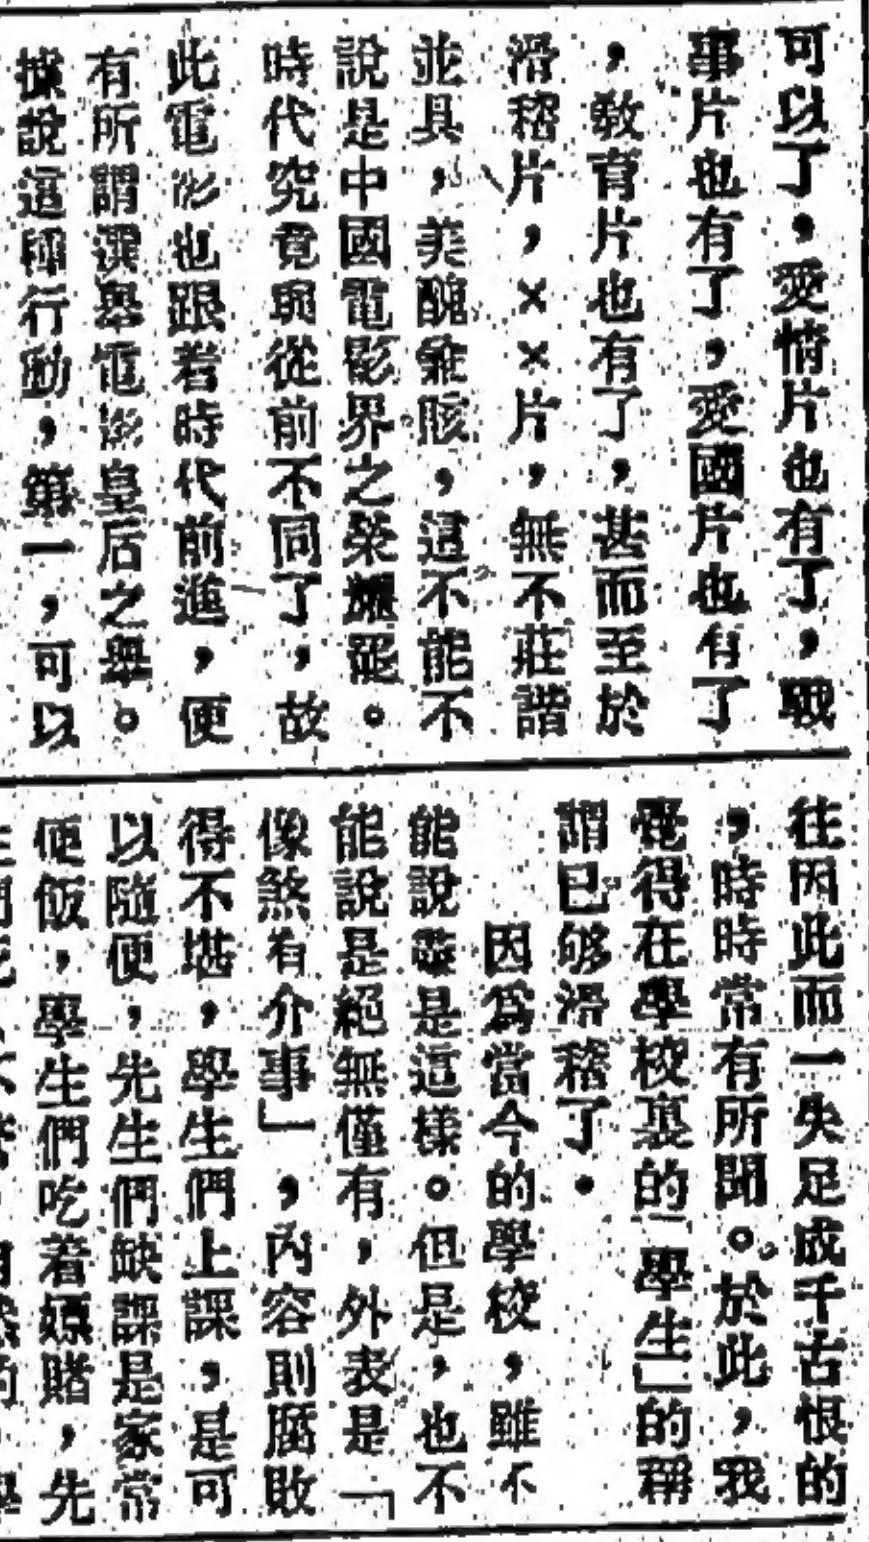 可以了，愛情片也有了，戰
事片也有了，愛國片也有了
，敎育片也有了，甚而至於
滑稽片，××片，無不莊諧
並具，美醜兼賅，這不能不
說是中國電影界之榮耀罷。
時代究竟與從前不同了，故
此電影也跟着時代前進，便
有所謂選舉電影皇后之舉。
據說這種行動，第一，可以
往因此而一失足成千古恨的
，時時常有所聞。於此，我
覺得在學校裏的「學生」的稱
謂已够滑稽了。
因爲當今的學校，雖不
能說盡是這樣。但是，也不
能說是絕無僅有，外表是「
像煞有介事」，內容則腐敗
得不堪，學生們上課，是可
以隨便，先生們缺課是家常
便飯，學生們吃着嫖賭，先